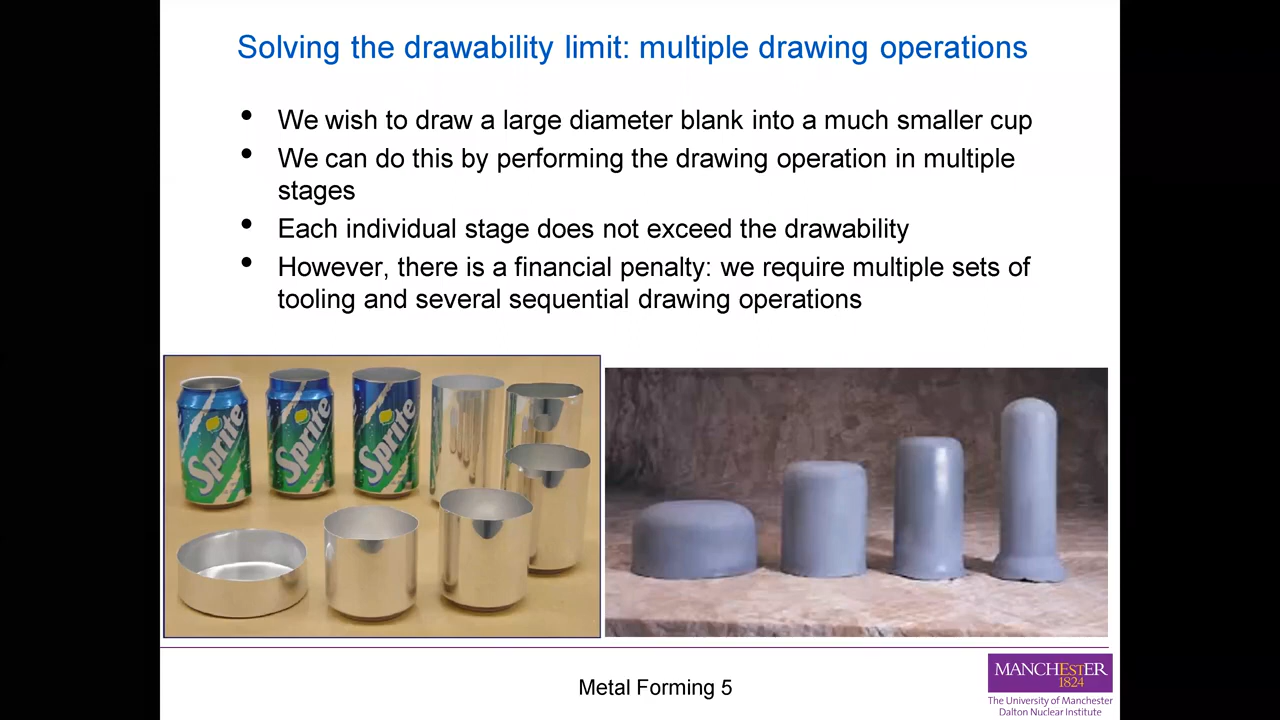 Solving the drawability limit: multiple drawing operations
• We wish to draw a large diameter blank into a much smaller cup
• We can do this by performing the drawing operation in multiple
stages
• Each individual stage does not exceed the drawability
• However, there is a financial penalty: we require multiple sets of
tooling and several sequential drawing operations
Sprite
Sprite
Sprite
Metal Forming 5
MANCHESTER
1824
The University of Manchester
Dalton Nuclear Institute